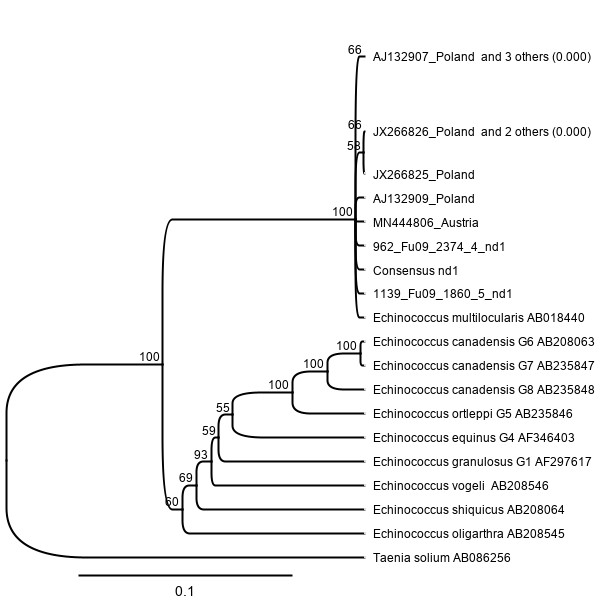 66
AJ132907_Poland and 3 others (0.000)
66
JX266826_Poland and 2 others (0.000)
53
JX266825_Poland
AJ132909_Poland
100
MN444806_Austria
962_Fu09_2374_4_nd1
Consensus nd1
1139_Fu09_1860_5_nd1
Echinococcus multilocularis AB018440
100
Echinococcus canadensis G6 AB208063
100
100
Echinococcus canadensis G7 AB235847
100
Echinococcus canadensis G8 AB235848
55
Echinococcus ortleppi G5 AB235846
59
Echinococcus equinus G4 AF346403
93
Echinococcus granulosus G1 AF297617
69
Echinococcus vogeli AB208546
60
Echinococcus shiquicus AB208064
Echinococcus oligarthra AB208545
Taenia solium AB086256
0.1